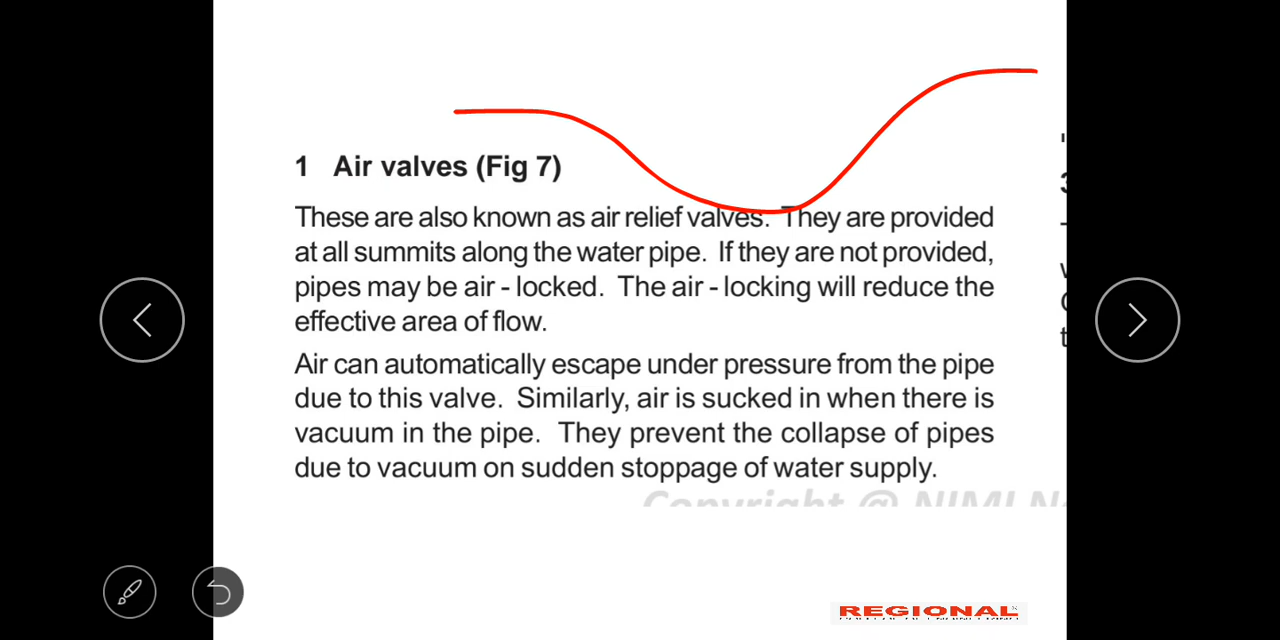 1 Air valves (Fig 7)
These are also known as air relief valves. They are provided
at all summits along the water pipe. If they are not provided,
pipes may be air - locked. The air - locking will reduce the
effective area of flow.
Air can automatically escape under pressure from the pipe
due to this valve. Similarly, air is sucked in when there is
vacuum in the pipe. They prevent the collapse of pipes
due to vacuum on sudden stoppage of water supply.
Copyright @ NIMI
REGIONAL